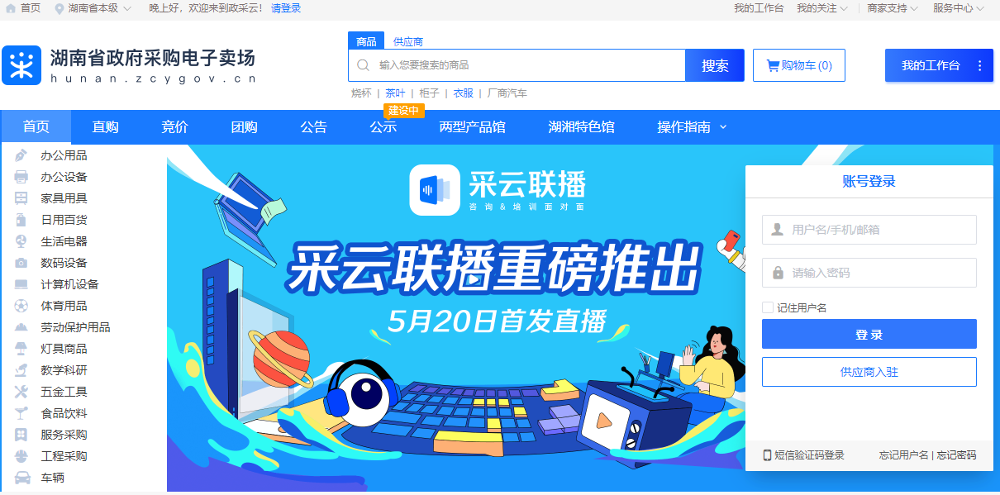 首页 湖南省本级 晚上好，欢迎来到政采云！ 请登录 我的工作台 我的关注 商家支持 服务中心
湖南省政府采购电子卖场
hunan.zcygov.cn
商品 供应商
输入您要搜索的商品 搜索
购物车(0) 我的工作台
烧杯 | 茶叶 | 柜子 | 衣服 | 厂商汽车
建设中
首页 直购 竞价 团购 公告 公示 两型产品馆 湖湘特色馆 操作指南
办公用品
办公设备
家具用具
日用百货
生活电器
数码设备
计算机设备
体育用品
劳动保护用品
灯具商品
教学科研
五金工具
食品饮料
服务采购
工程采购
车辆
采云联播
咨询&培训面对面
采云联播重磅推出
5月20日首发直播
账号登录
用户名/手机/邮箱
请输入密码
记住用户名
登录
供应商入驻
短信验证码登录 忘记用户名 | 忘记密码